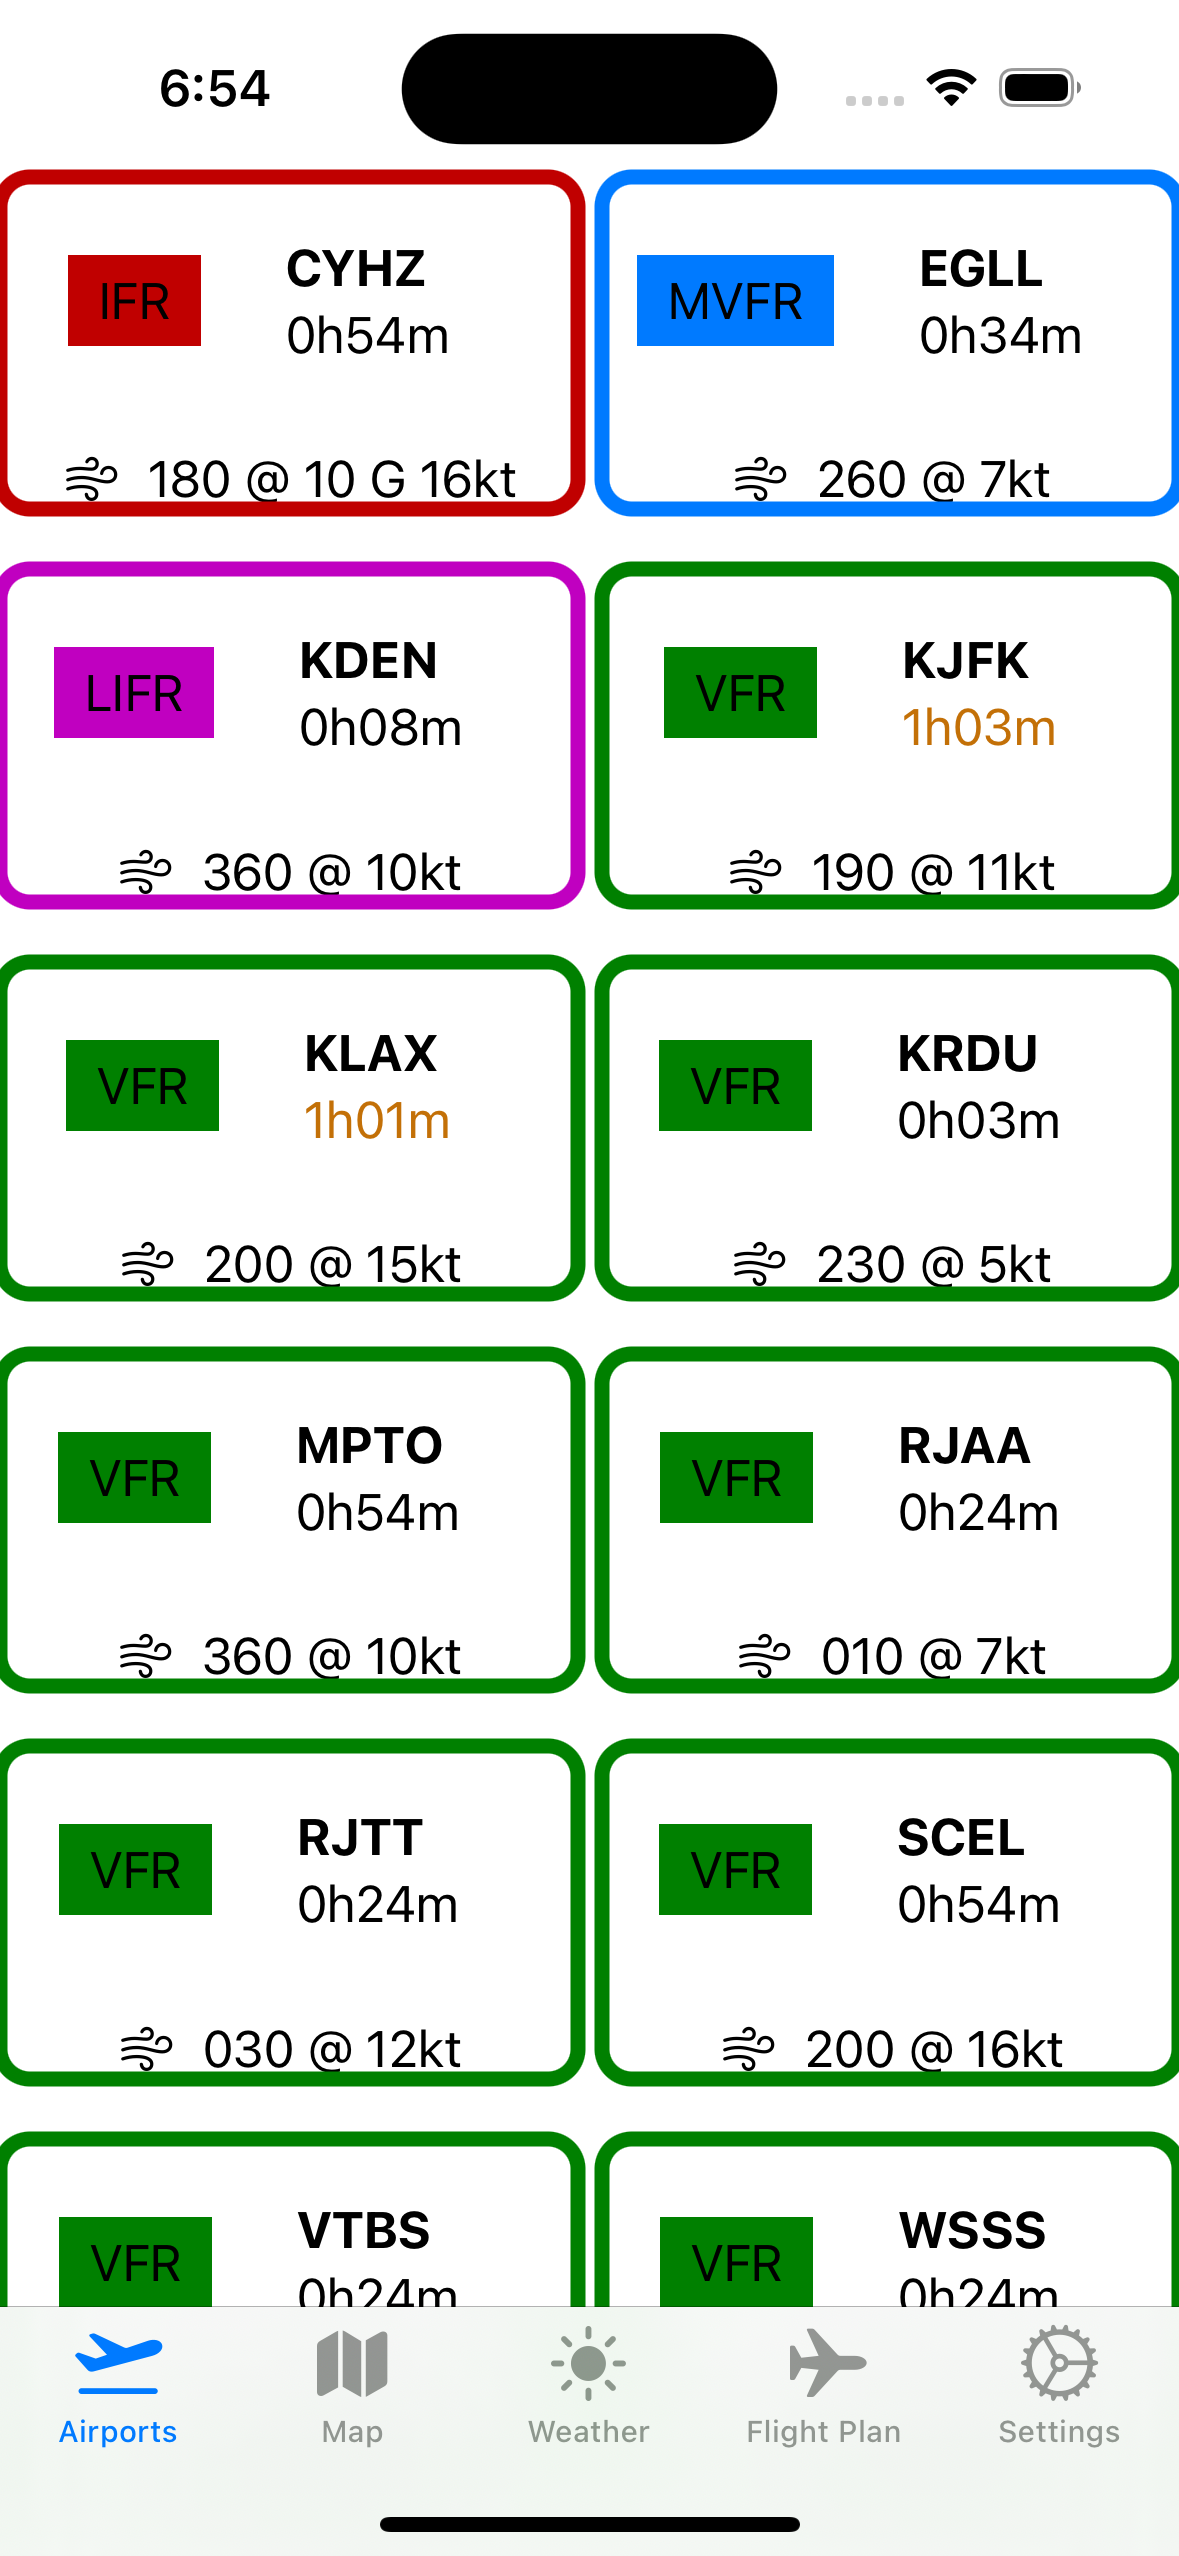 6:54
IFR
CYHZ
0h54m
180 @ 10 G 16kt
MVFR
EGLL
0h34m
260 @ 7kt
LIFR
KDEN
0h08m
360 @ 10kt
VFR
KJFK
1h03m
190 @ 11kt
VFR
KLAX
1h01m
200 @ 15kt
VFR
KRDU
0h03m
230 @ 5kt
VFR
MPTO
0h54m
360 @ 10kt
VFR
RJAA
0h24m
010 @ 7kt
VFR
RJTT
0h24m
030 @ 12kt
VFR
SCEL
0h54m
200 @ 16kt
VFR
VTBS
0h24m
VFR
WSSS
0h24m
Airports
Map
Weather
Flight Plan
Settings